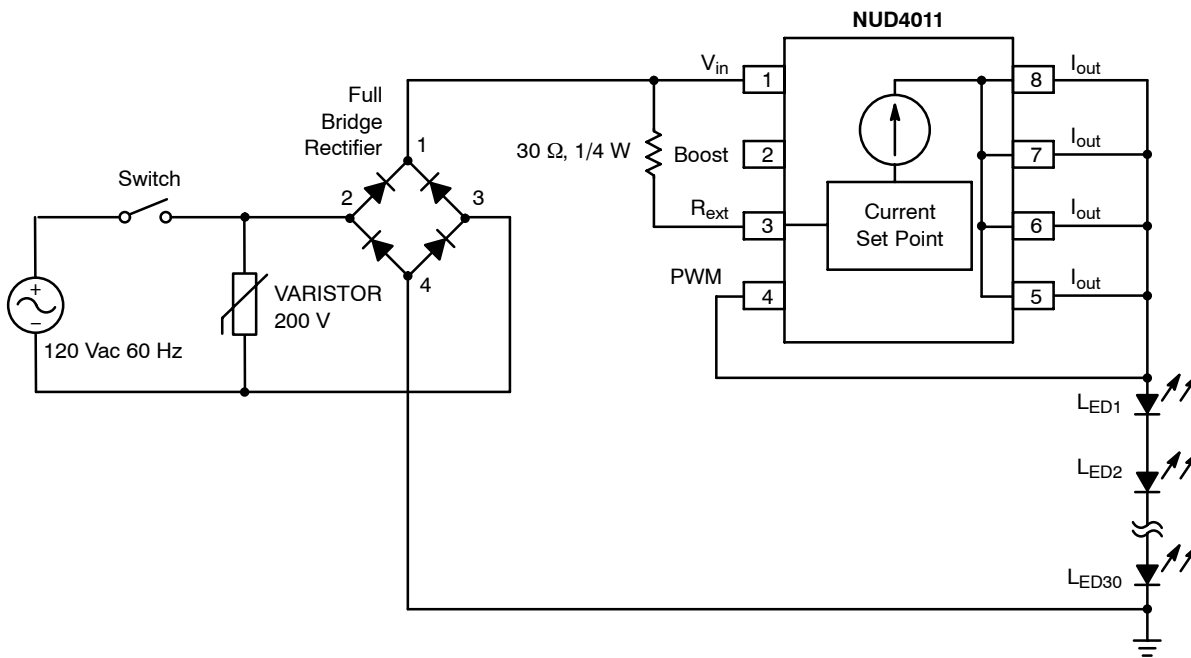 NUD4011
Full
Bridge
Rectifier
Switch
VARISTOR
200 V
120 Vac 60 Hz
+
−
1
2
3
4
30 Ω, 1/4 W
Vin
1
Boost
2
Rext
3
PWM
4
Current
Set Point
8
Iout
7
Iout
6
Iout
5
Iout
LED1
LED2
LED30